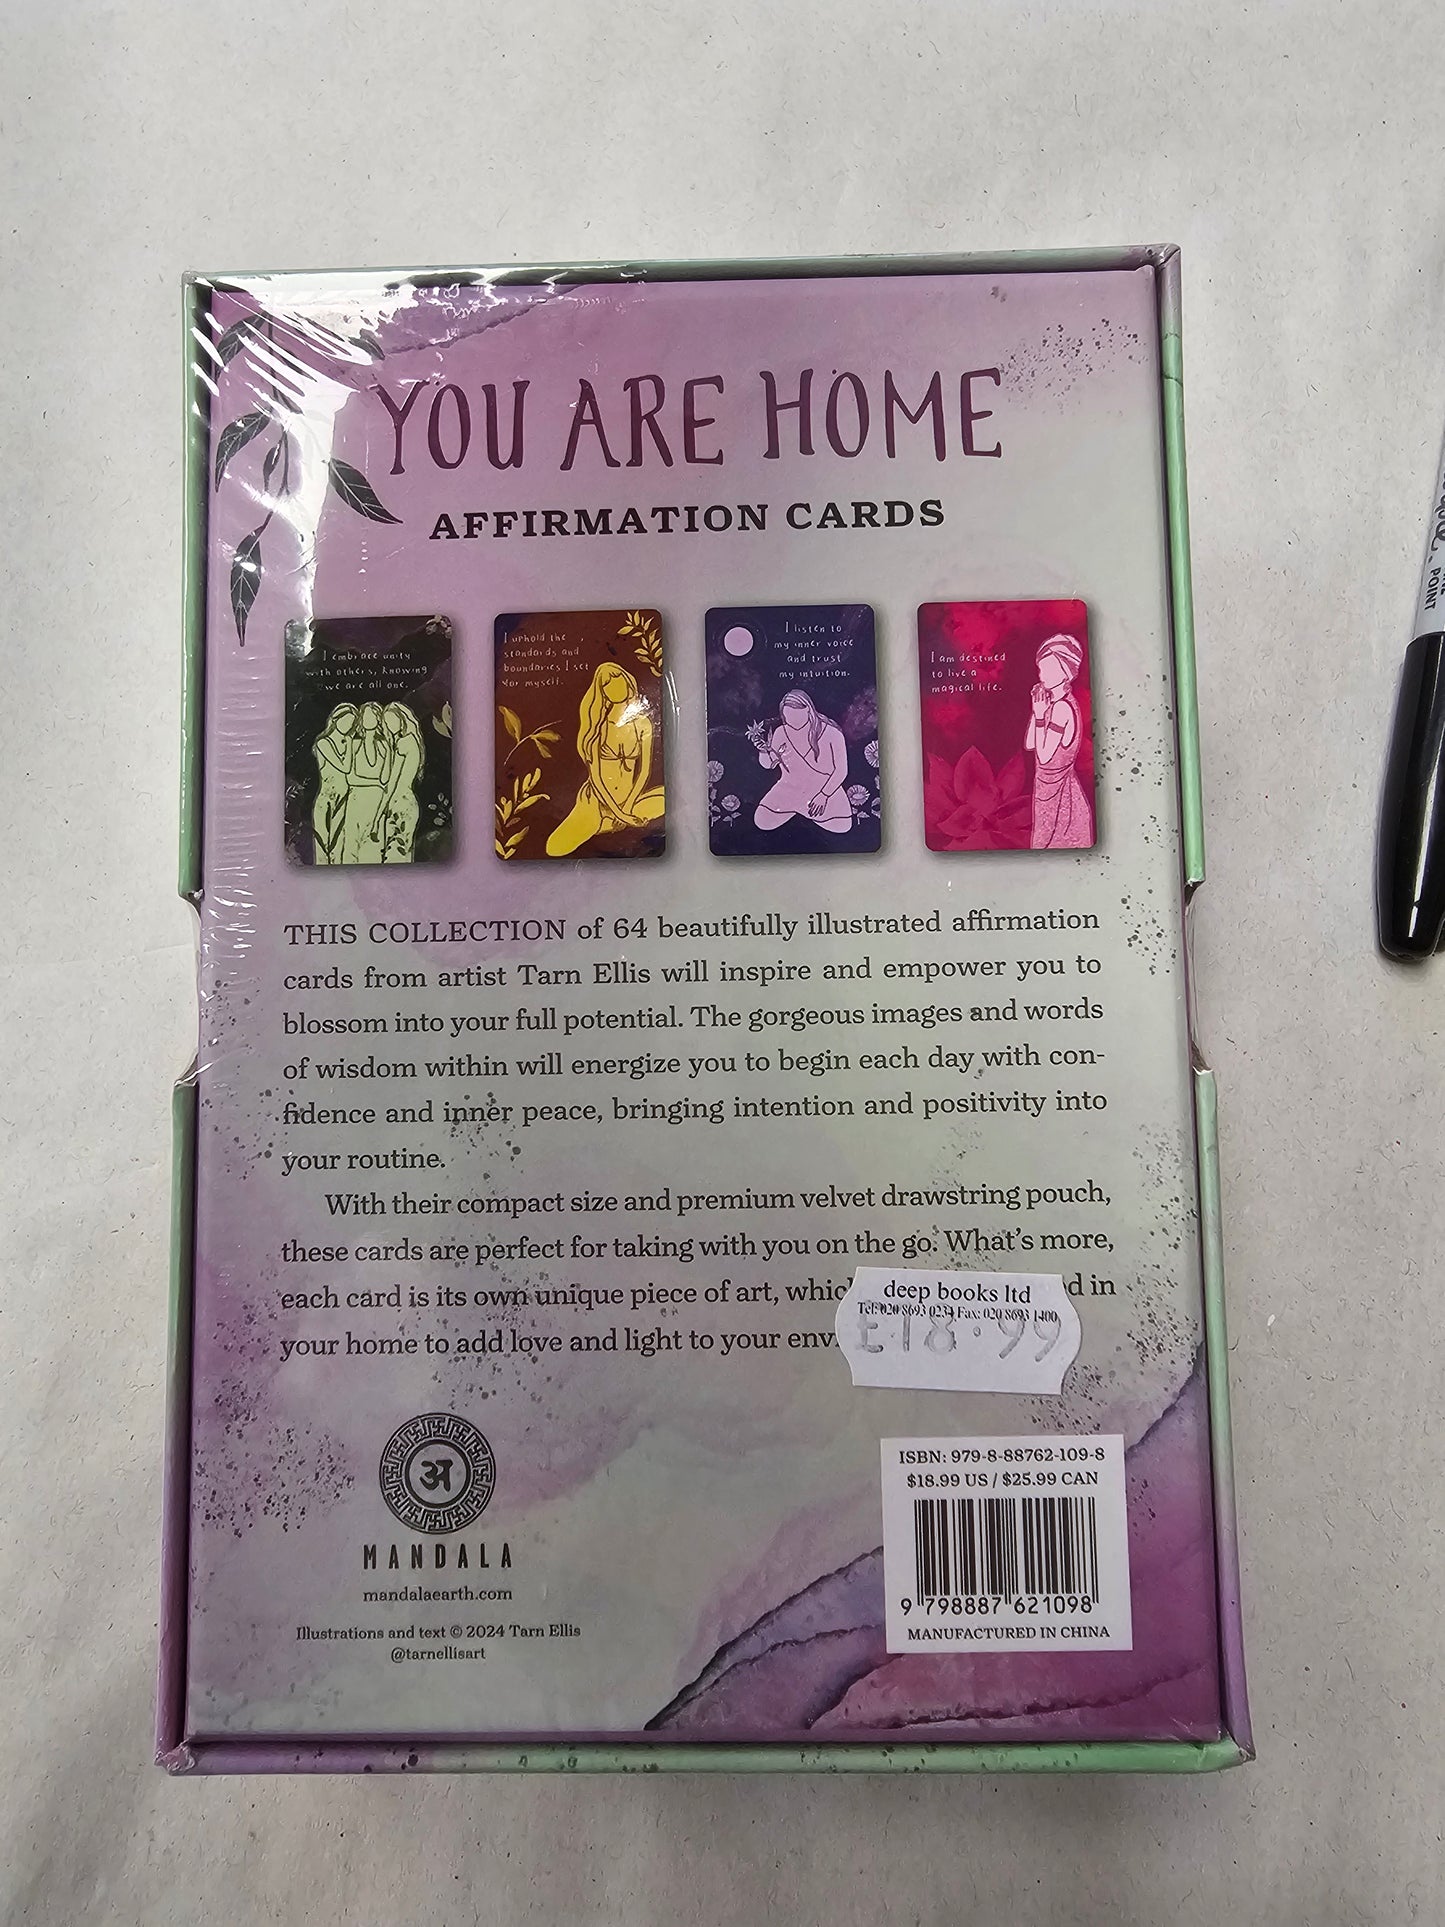 YOU ARE HOME
AFFIRMATION CARDS
I embrace unity
with others, knowing
we are all one.
I uphold the
standards and
boundaries I set
for myself.
I listen to
my inner voice
and trust
my intuition.
I am destined
to live a
magical life.
THIS COLLECTION of 64 beautifully illustrated affirmation
cards from artist Tarn Ellis will inspire and empower you to
blossom into your full potential. The gorgeous images and words
of wisdom within will energize you to begin each day with con-
fidence and inner peace, bringing intention and positivity into
your routine.
With their compact size and premium velvet drawstring pouch,
these cards are perfect for taking with you on the go. What's more,
each card is its own unique piece of art, in
your home to add love and light to your
deep books ltd
Tel: 020 8693 0234 Fax: 020 8693 1400
£18.99
अ
MANDALA
mandalaearth.com
Illustrations and text © 2024 Tarn Ellis
@tarnellisart
ISBN: 979-8-88762-109-8
$18.99 US / $25.99 CAN
9 798887 621098
MANUFACTURED IN CHINA
POINT